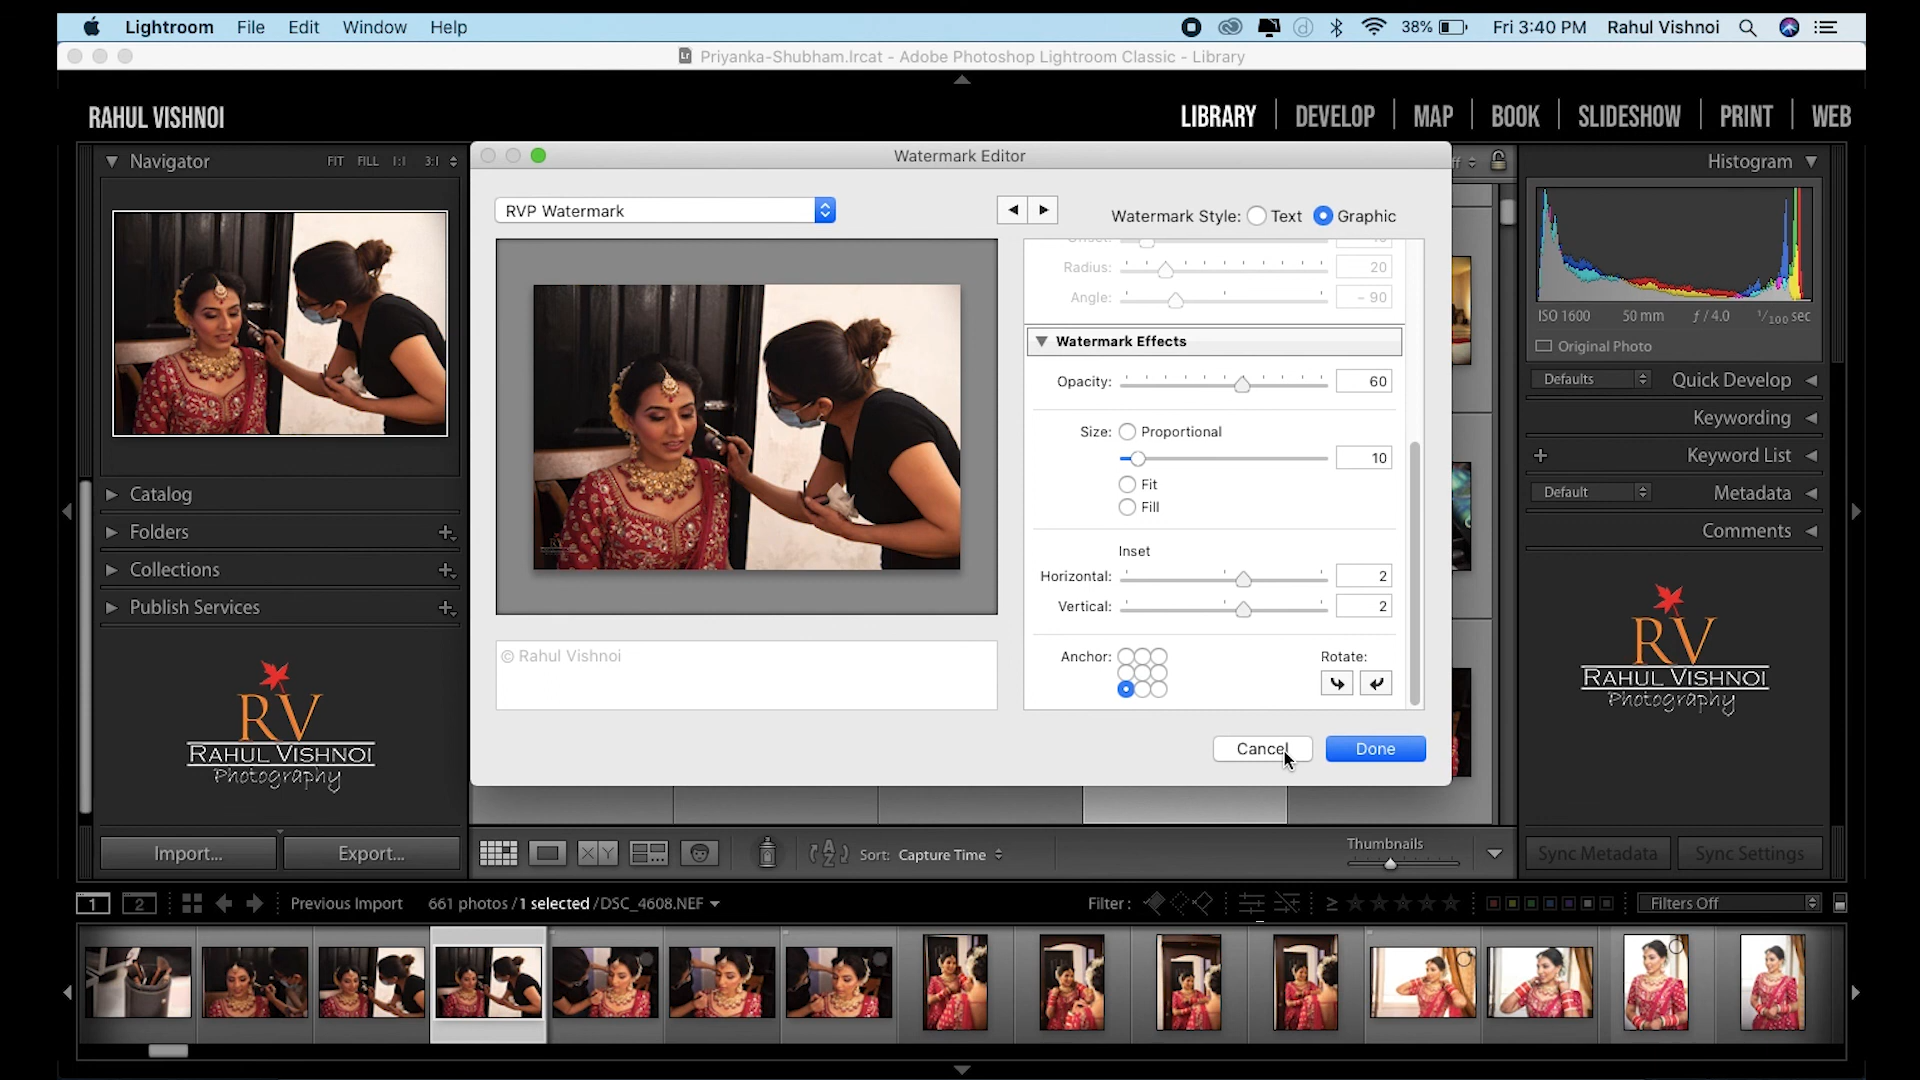 Lightroom File Edit Window Help 38% Fri 3:40 PM Rahul Vishnoi
Priyanka-Shubham.lrcat - Adobe Photoshop Lightroom Classic - Library
RAHUL VISHNOI
LIBRARY | DEVELOP | MAP | BOOK | SLIDESHOW | PRINT | WEB
Navigator FIT FILL 1:1 3:1
Watermark Editor
Histogram
RVP Watermark
Watermark Style: Text Graphic
Radius: 20
Angle: - 90
ISO 1600 50 mm ƒ / 4.0 1/100 sec
Original Photo
Watermark Effects
Opacity: 60
Size: Proportional
10
Fit
Fill
Inset
Horizontal: 2
Vertical: 2
Anchor: Rotate:
© Rahul Vishnoi
Cancel Done
Defaults Quick Develop
Keywording
Keyword List
Default Metadata
Comments
Catalog
Folders
Collections
Publish Services
RV
RAHUL VISHNOI
Photography
RV
RAHUL VISHNOI
Photography
Import... Export...
XY
Sort: Capture Time
Thumbnails
Sync Metadata Sync Settings
1 2 Previous Import 661 photos / 1 selected / DSC_4608.NEF
Filter: ≥ Filters Off